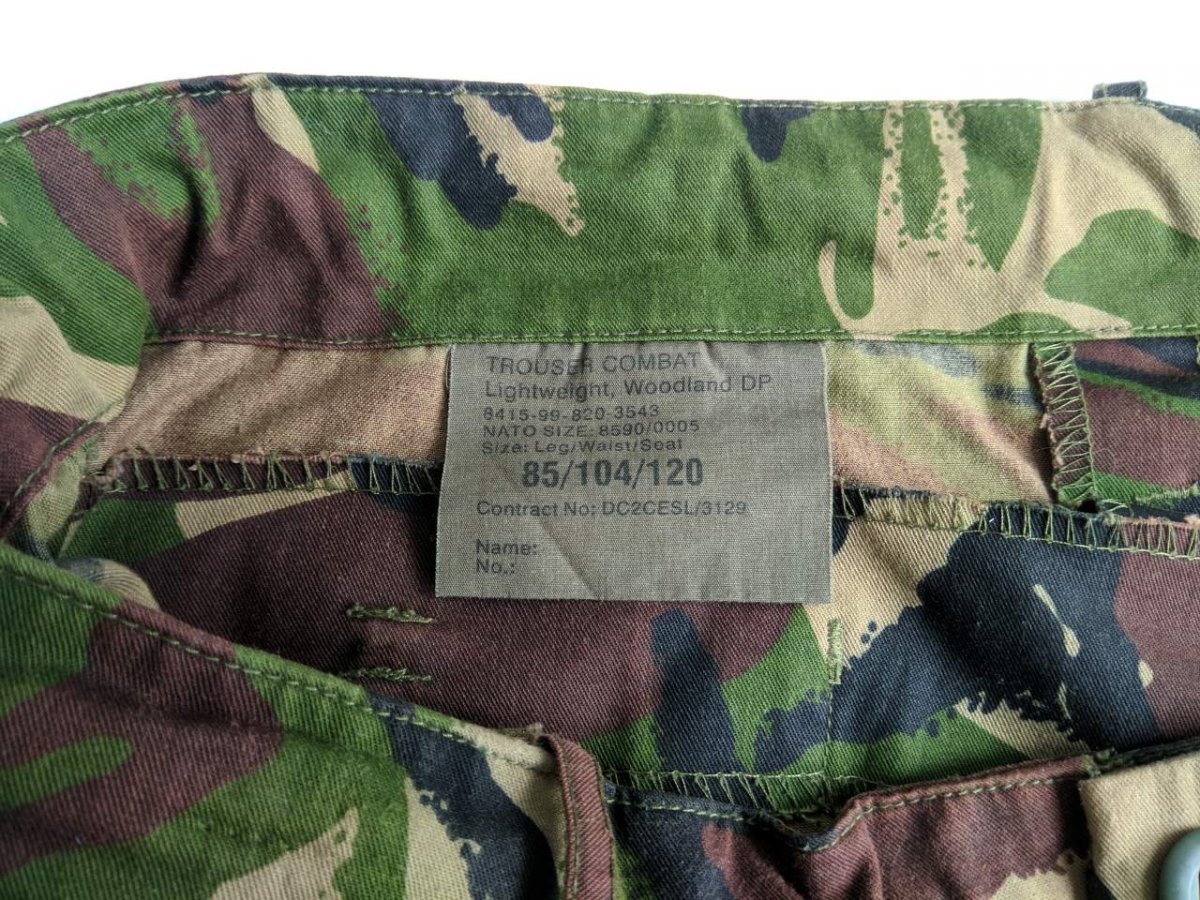 TROUSER COMBAT
Lightweight, Woodland DP
8415-99-820-3543
NATO SIZE: 8590/0005
Size: Leg/Waist/Seat
85/104/120
Contract No: DC2CESL/3129
Name:
No.: